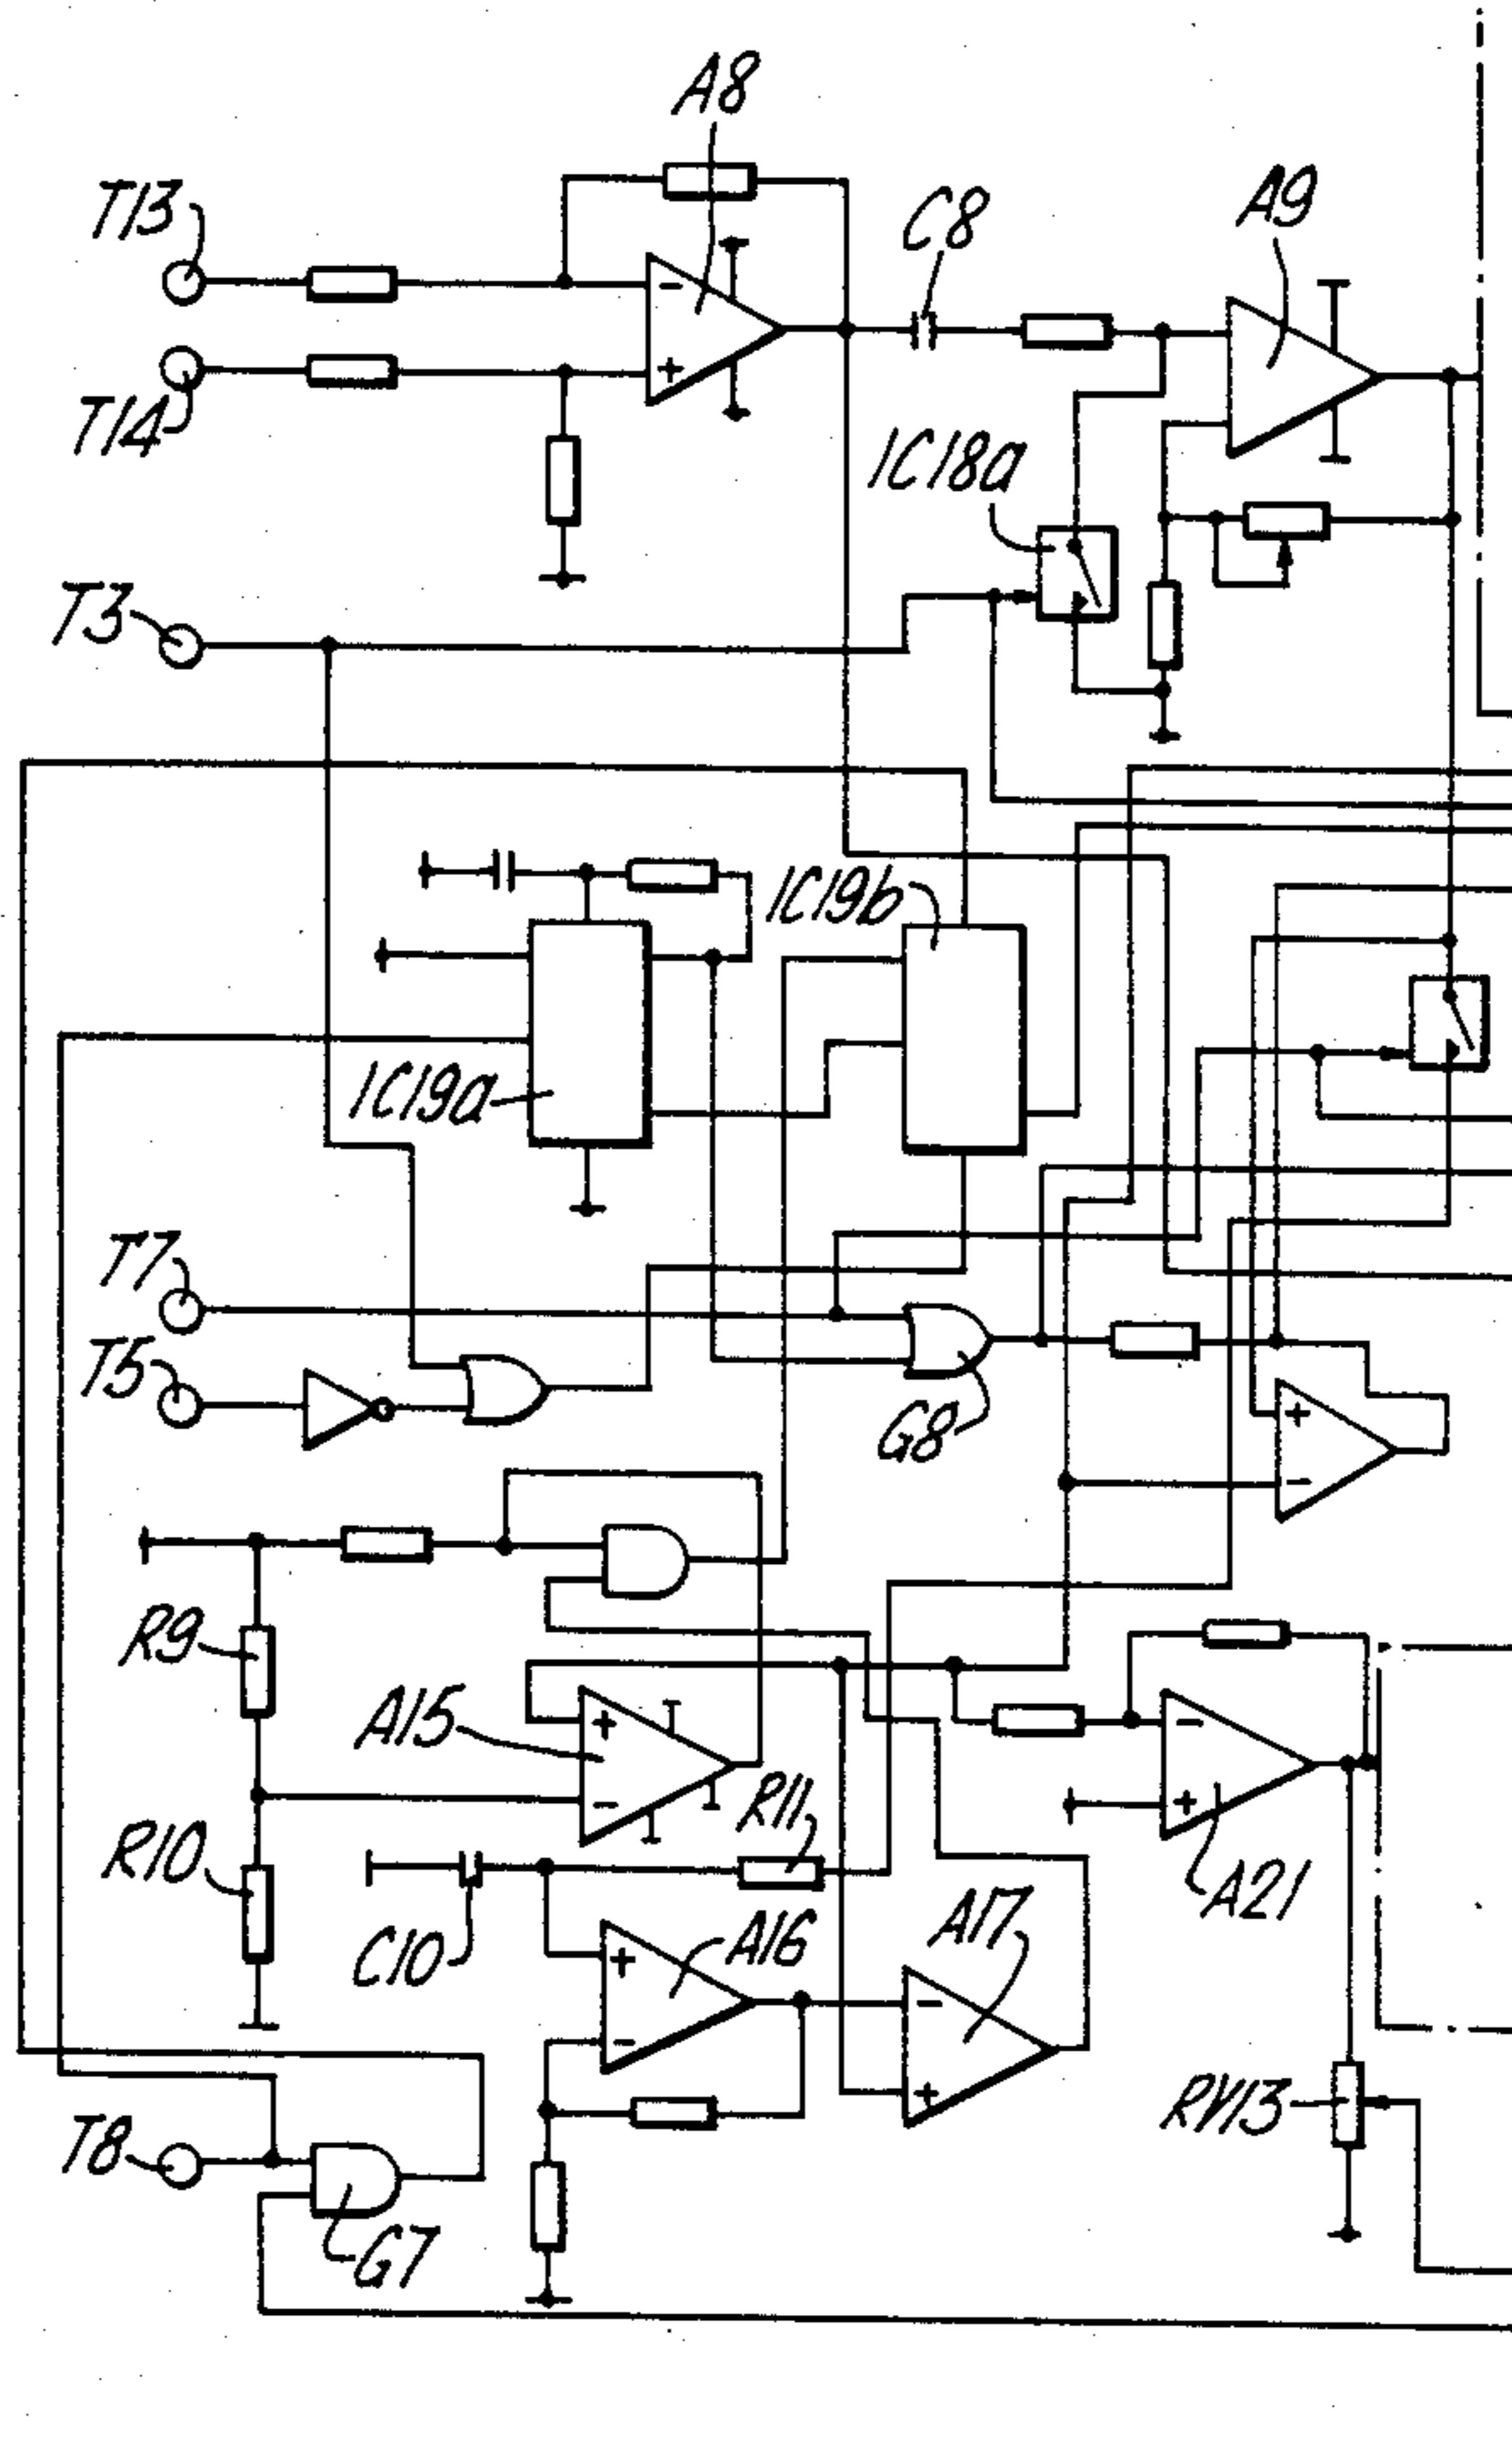 A8
T13
C8
A9
T14
IC18a
T3
IC19b
IC19a
T7
T5
G8
R9
A15
R11
R10
A21
A17
A16
C10
RV13
T8
G7